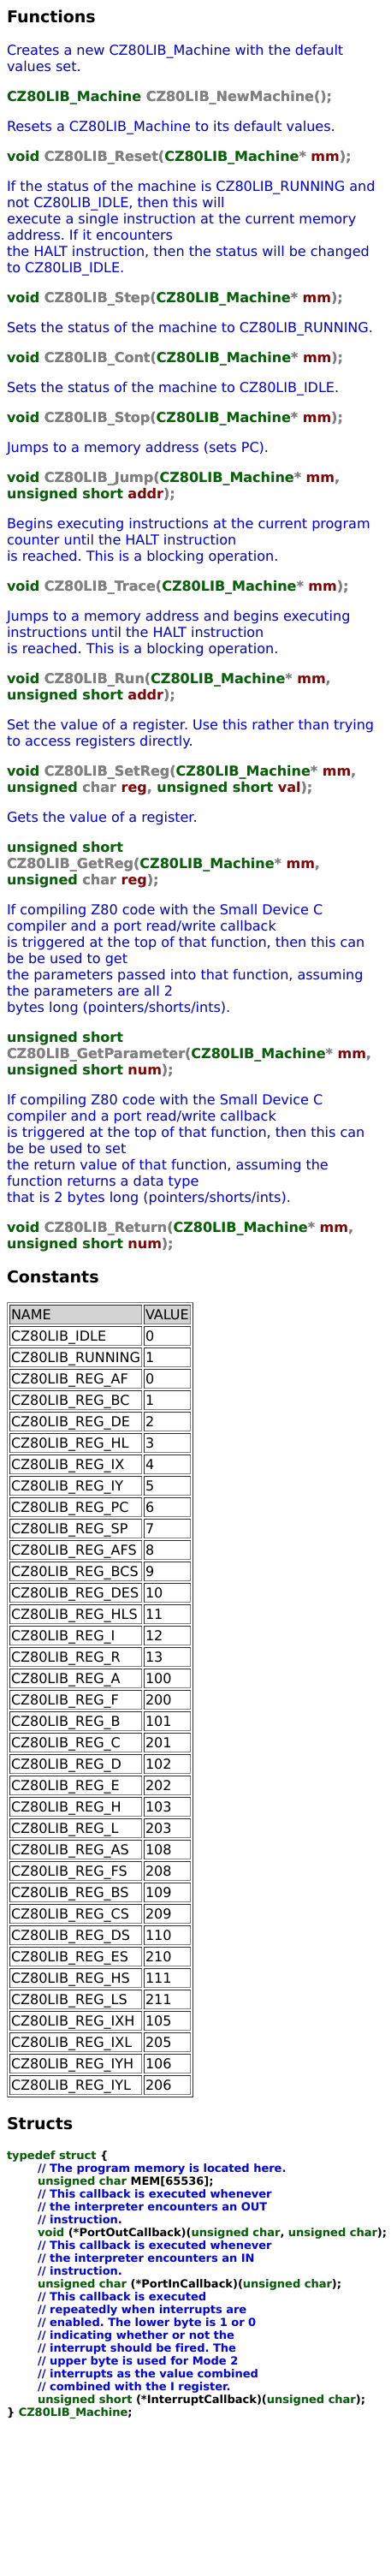 Functions
Creates a new CZ80LIB_Machine with the default
values set.
CZ80LIB_Machine CZ80LIB_NewMachine();
Resets a CZ80LIB_Machine to its default values.
void CZ80LIB_Reset(CZ80LIB_Machine* mm);
If the status of the machine is CZ80LIB_RUNNING and
not CZ80LIB_IDLE, then this will
execute a single instruction at the current memory
address. If it encounters
the HALT instruction, then the status will be changed
to CZ80LIB_IDLE.
void CZ80LIB_Step(CZ80LIB_Machine* mm);
Sets the status of the machine to CZ80LIB_RUNNING.
void CZ80LIB_Cont(CZ80LIB_Machine* mm);
Sets the status of the machine to CZ80LIB_IDLE.
void CZ80LIB_Stop(CZ80LIB_Machine* mm);
Jumps to a memory address (sets PC).
void CZ80LIB_Jump(CZ80LIB_Machine* mm,
unsigned short addr);
Begins executing instructions at the current program
counter until the HALT instruction
is reached. This is a blocking operation.
void CZ80LIB_Trace(CZ80LIB_Machine* mm);
Jumps to a memory address and begins executing
instructions until the HALT instruction
is reached. This is a blocking operation.
void CZ80LIB_Run(CZ80LIB_Machine* mm,
unsigned short addr);
Set the value of a register. Use this rather than trying
to access registers directly.
void CZ80LIB_SetReg(CZ80LIB_Machine* mm,
unsigned char reg, unsigned short val);
Gets the value of a register.
unsigned short
CZ80LIB_GetReg(CZ80LIB_Machine* mm,
unsigned char reg);
If compiling Z80 code with the Small Device C
compiler and a port read/write callback
is triggered at the top of that function, then this can
be be used to get
the parameters passed into that function, assuming
the parameters are all 2
bytes long (pointers/shorts/ints).
unsigned short
CZ80LIB_GetParameter(CZ80LIB_Machine* mm,
unsigned short num);
If compiling Z80 code with the Small Device C
compiler and a port read/write callback
is triggered at the top of that function, then this can
be be used to set
the return value of that function, assuming the
function returns a data type
that is 2 bytes long (pointers/shorts/ints).
void CZ80LIB_Return(CZ80LIB_Machine* mm,
unsigned short num);
Constants
NAME VALUE
CZ80LIB_IDLE 0
CZ80LIB_RUNNING 1
CZ80LIB_REG_AF 0
CZ80LIB_REG_BC 1
CZ80LIB_REG_DE 2
CZ80LIB_REG_HL 3
CZ80LIB_REG_IX 4
CZ80LIB_REG_IY 5
CZ80LIB_REG_PC 6
CZ80LIB_REG_SP 7
CZ80LIB_REG_AFS 8
CZ80LIB_REG_BCS 9
CZ80LIB_REG_DES 10
CZ80LIB_REG_HLS 11
CZ80LIB_REG_I 12
CZ80LIB_REG_R 13
CZ80LIB_REG_A 100
CZ80LIB_REG_F 200
CZ80LIB_REG_B 101
CZ80LIB_REG_C 201
CZ80LIB_REG_D 102
CZ80LIB_REG_E 202
CZ80LIB_REG_H 103
CZ80LIB_REG_L 203
CZ80LIB_REG_AS 108
CZ80LIB_REG_FS 208
CZ80LIB_REG_BS 109
CZ80LIB_REG_CS 209
CZ80LIB_REG_DS 110
CZ80LIB_REG_ES 210
CZ80LIB_REG_HS 111
CZ80LIB_REG_LS 211
CZ80LIB_REG_IXH 105
CZ80LIB_REG_IXL 205
CZ80LIB_REG_IYH 106
CZ80LIB_REG_IYL 206
Structs
typedef struct {
// The program memory is located here.
unsigned char MEM[65536];
// This callback is executed whenever
// the interpreter encounters an OUT
// instruction.
void (*PortOutCallback)(unsigned char, unsigned char);
// This callback is executed whenever
// the interpreter encounters an IN
// instruction.
unsigned char (*PortInCallback)(unsigned char);
// This callback is executed
// repeatedly when interrupts are
// enabled. The lower byte is 1 or 0
// indicating whether or not the
// interrupt should be fired. The
// upper byte is used for Mode 2
// interrupts as the value combined
// combined with the I register.
unsigned short (*InterruptCallback)(unsigned char);
} CZ80LIB_Machine;